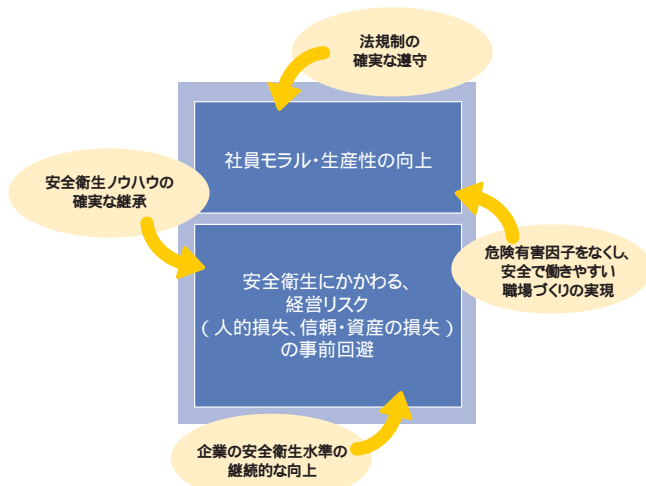 法規制の
確実な遵守
社員モラル・生産性の向上
安全衛生ノウハウの
確実な継承
危険有害因子をなくし、
安全で働きやすい
職場づくりの実現
安全衛生にかかわる、
経営リスク
(人的損失、信頼・資産の損失)
の事前回避
企業の安全衛生水準の
継続的な向上